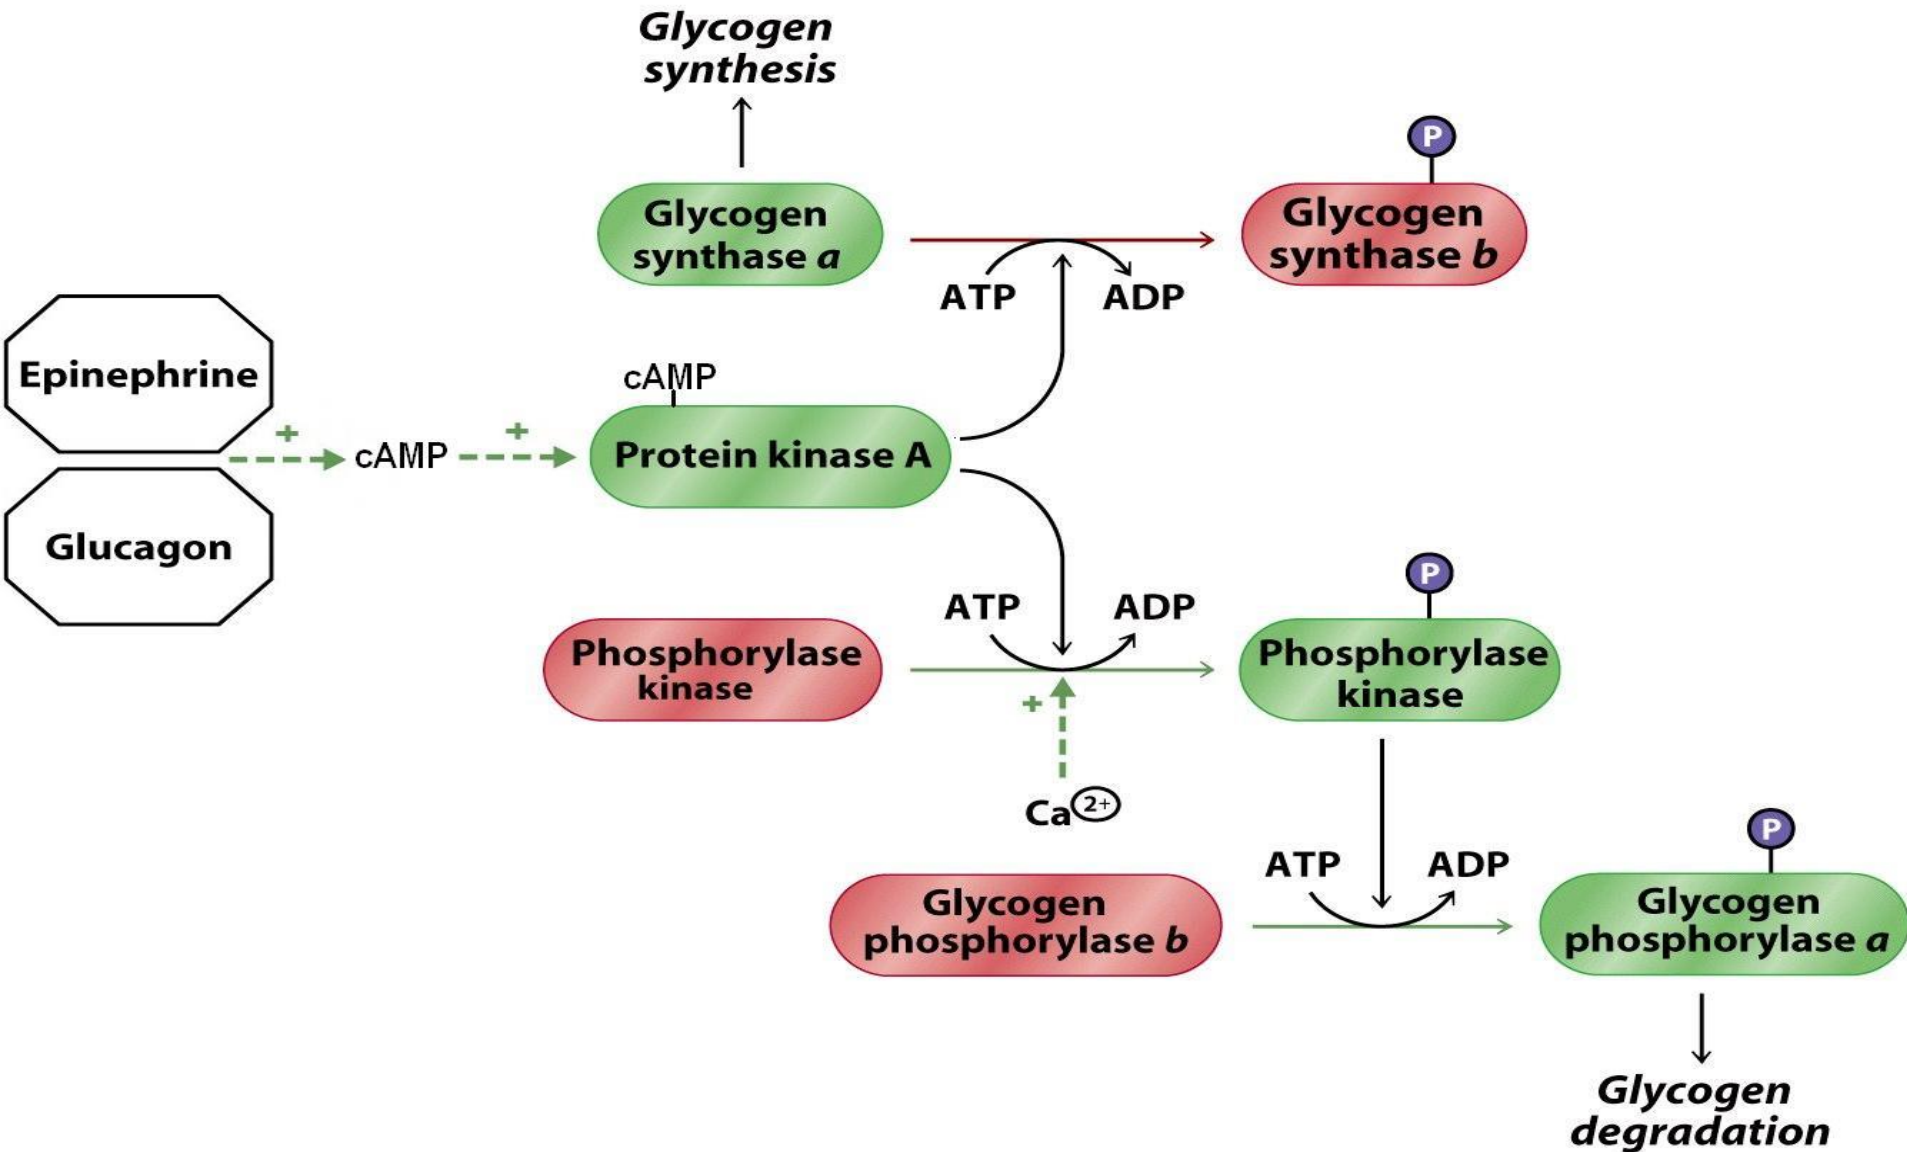 Glycogen
synthesis
P
Glycogen
synthase a
Glycogen
synthase b
ATP
ADP
Epinephrine
cAMP
+
+
cAMP
Protein kinase A
Glucagon
P
ATP
ADP
Phosphorylase
kinase
Phosphorylase
kinase
+
Ca2+
P
ATP
ADP
Glycogen
phosphorylase b
Glycogen
phosphorylase a
Glycogen
degradation